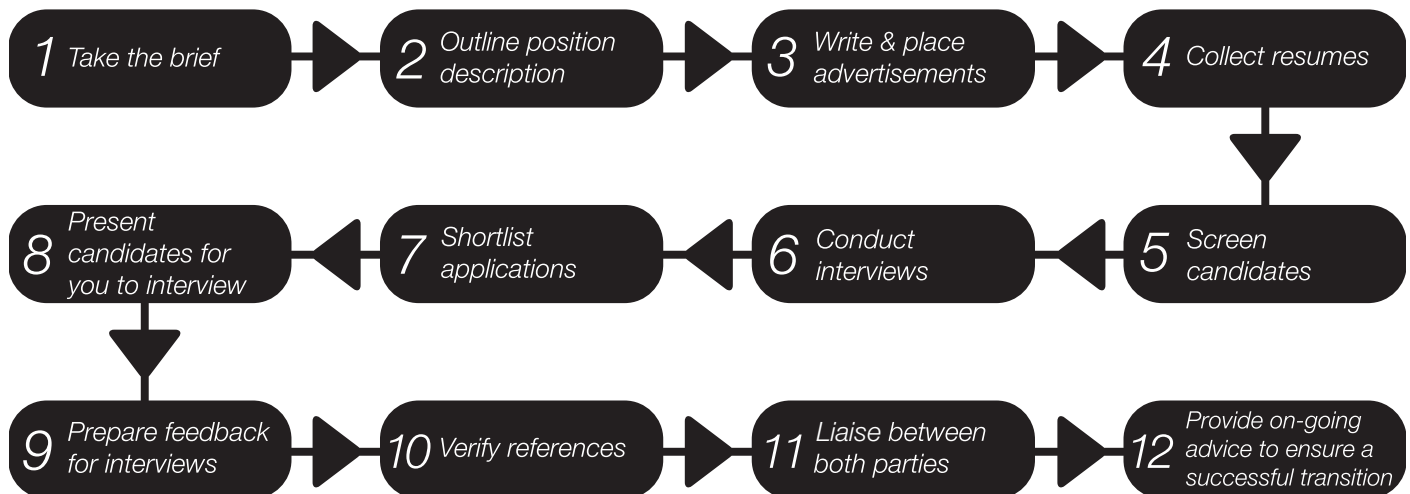 1 Take the brief
2 Outline position
description
3 Write & place
advertisements
4 Collect resumes
5 Screen
candidates
6 Conduct
interviews
7 Shortlist
applications
8 Present
candidates for
you to interview
9 Prepare feedback
for interviews
10 Verify references
11 Liaise between
both parties
12 Provide on-going
advice to ensure a
successful transition